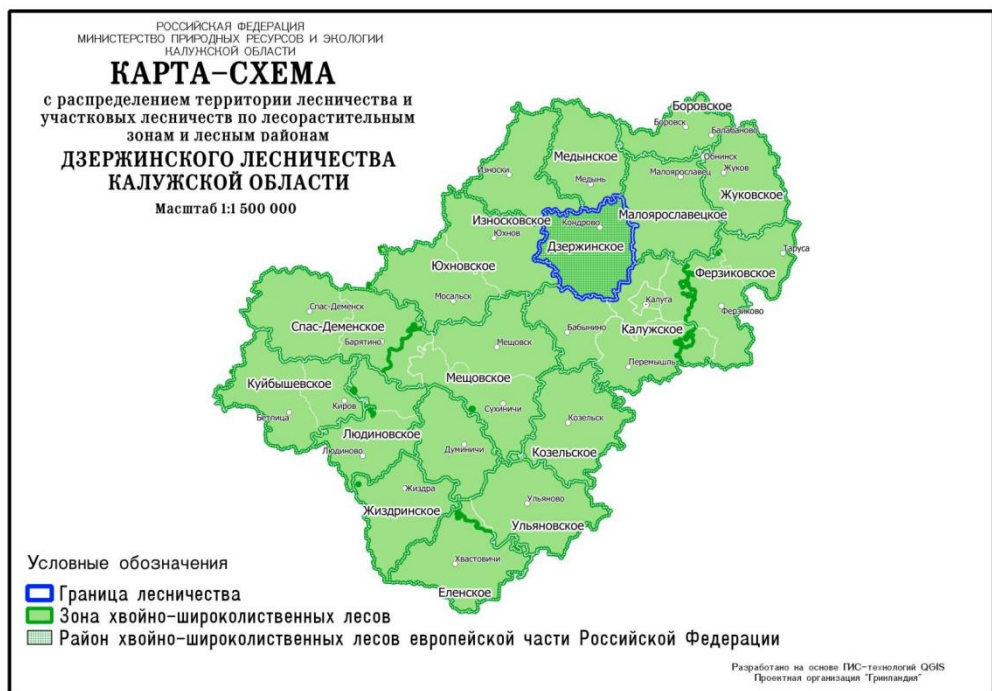 РОССИЙСКАЯ ФЕДЕРАЦИЯ
МИНИСТЕРСТВО ПРИРОДНЫХ РЕСУРСОВ И ЭКОЛОГИИ
КАЛУЖСКОЙ ОБЛАСТИ
КАРТА-СХЕМА
с распределением территории лесничества и
участковых лесничеств по лесорастительным
зонам и лесным районам
ДЗЕРЖИНСКОГО ЛЕСНИЧЕСТВА
КАЛУЖСКОЙ ОБЛАСТИ
Масштаб 1:1 500 000
Боровское
Боровск
Балабаново
Медынское
Обнинск
Износки
Медынь
Малоярославец
Жуков
Жуковское
Износковское
Кондрово
Малоярославецкое
Юхнов
Дзержинское
Таруса
Юхновское
Ферзиковское
Мосальск
Калуга
Спас-Деменск
Ферзиково
Спас-Деменское
Бабынино
Калужское
Барятино
Мещовск
Перемышль
Мещовское
Куйбышевское
Киров
Сухиничи
Бетлица
Козельск
Людиновское
Думиничи
Людиново
Козельское
Жиздра
Ульяново
Жиздринское
Ульяновское
Хвастовичи
Еленское
Условные обозначения
Граница лесничества
Зона хвойно-широколиственных лесов
Район хвойно-широколиственных лесов европейской части Российской Федерации
Разработано на основе ГИС-технологий QGIS
Проектная организация "Гринландия"